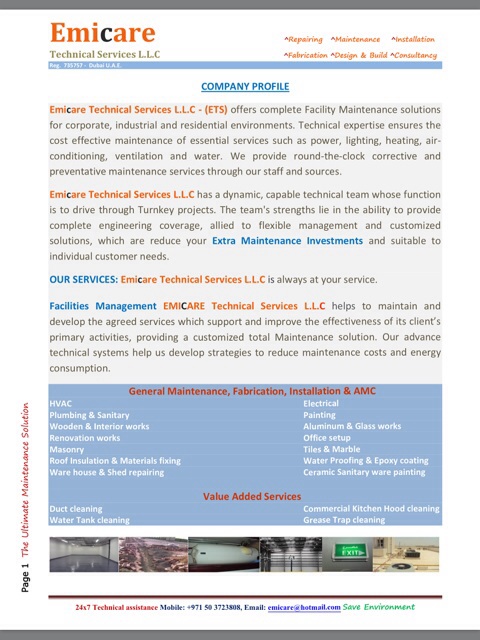 Emicare
Technical Services L.L.C
Reg. 735757 - Dubai U.A.E.
^Repairing ^Maintenance ^Installation
^Fabrication ^Design & Build ^Consultancy
COMPANY PROFILE
Emicare Technical Services L.L.C - (ETS) offers complete Facility Maintenance solutions
for corporate, industrial and residential environments. Technical expertise ensures the
cost effective maintenance of essential services such as power, lighting, heating, air-
conditioning, ventilation and water. We provide round-the-clock corrective and
preventative maintenance services through our staff and sources.
Emicare Technical Services L.L.C has a dynamic, capable technical team whose function
is to drive through Turnkey projects. The team's strengths lie in the ability to provide
complete engineering coverage, allied to flexible management and customized
solutions, which are reduce your Extra Maintenance Investments and suitable to
individual customer needs.
OUR SERVICES: Emicare Technical Services L.L.C is always at your service.
Facilities Management EMICARE Technical Services L.L.C helps to maintain and
develop the agreed services which support and improve the effectiveness of its client's
primary activities, providing a customized total Maintenance solution. Our advance
technical systems help us develop strategies to reduce maintenance costs and energy
consumption.
General Maintenance, Fabrication, Installation & AMC
HVAC Electrical
Plumbing & Sanitary Painting
Wooden & Interior works Aluminum & Glass works
Renovation works Office setup
Masonry Tiles & Marble
Roof Insulation & Materials fixing Water Proofing & Epoxy coating
Ware house & Shed repairing Ceramic Sanitary ware painting
Value Added Services
Duct cleaning Commercial Kitchen Hood cleaning
Water Tank cleaning Grease Trap cleaning
EXIT
Page 1 The Ultimate Maintenance Solution
24x7 Technical assistance Mobile: +971 50 3723808, Email: emicare@hotmail.com Save Environment